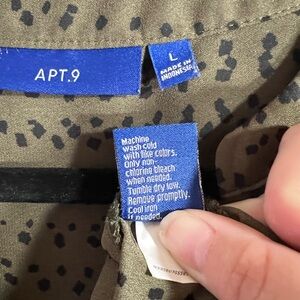 APT.9
L
MADE IN
INDONESIA
Machine
wash cold
with like colors.
Only non-
chlorine bleach
when needed.
Tumble dry low.
Remove promptly.
Cool iron
if needed.